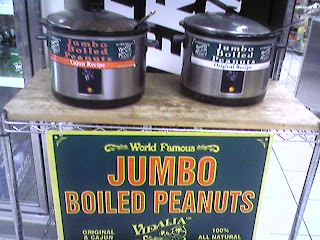 Jumbo
Boiled
Peanuts
Cajun Recipe
Jumbo
Boiled
Peanuts
Original Recipe
World Famous
JUMBO
BOILED PEANUTS
ORIGINAL
& CAJUN
VIDALIA
100%
ALL NATURAL